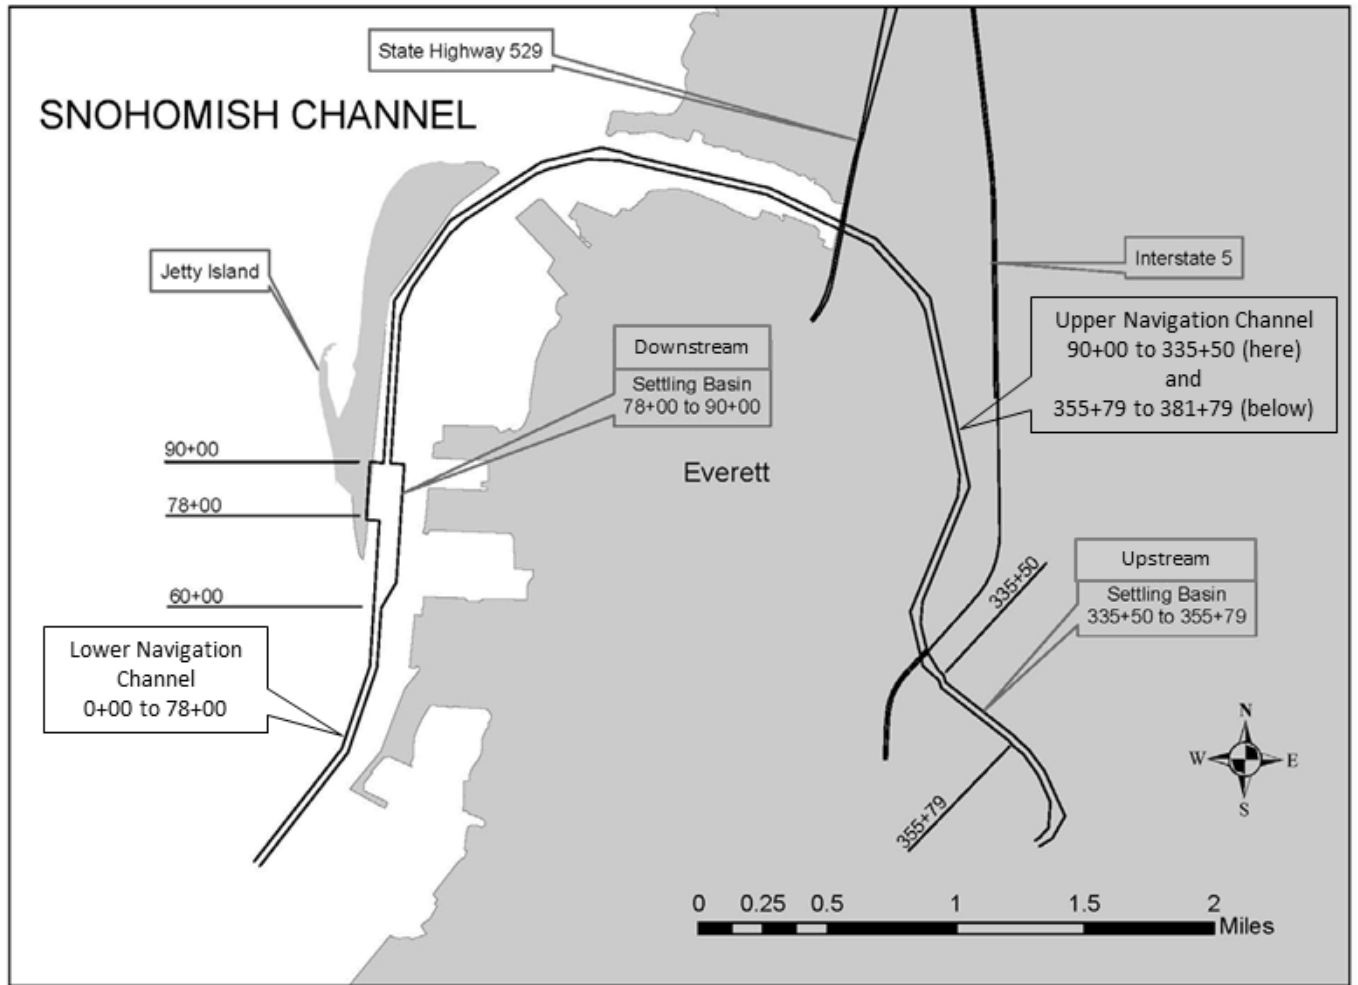 State Highway 529
SNOHOMISH CHANNEL
Jetty Island
Interstate 5
Upper Navigation Channel
90+00 to 335+50 (here)
and
355+79 to 381+79 (below)
Downstream
Settling Basin
78+00 to 90+00
90+00
Everett
78+00
60+00
335+50
Upstream
Settling Basin
335+50 to 355+79
Lower Navigation
Channel
0+00 to 78+00
N
W E
S
355+79
0 0.25 0.5 1 1.5 2
Miles